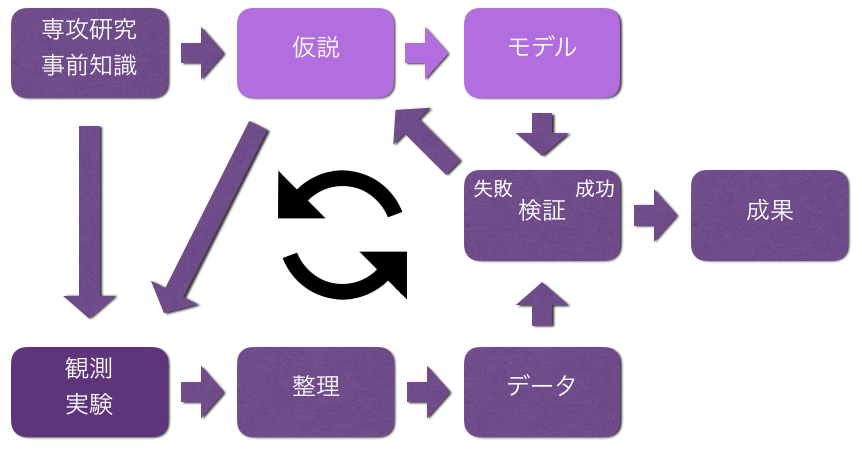 専攻研究
事前知識
仮説
モデル
失敗
成功
検証
成果
観測
実験
整理
データ